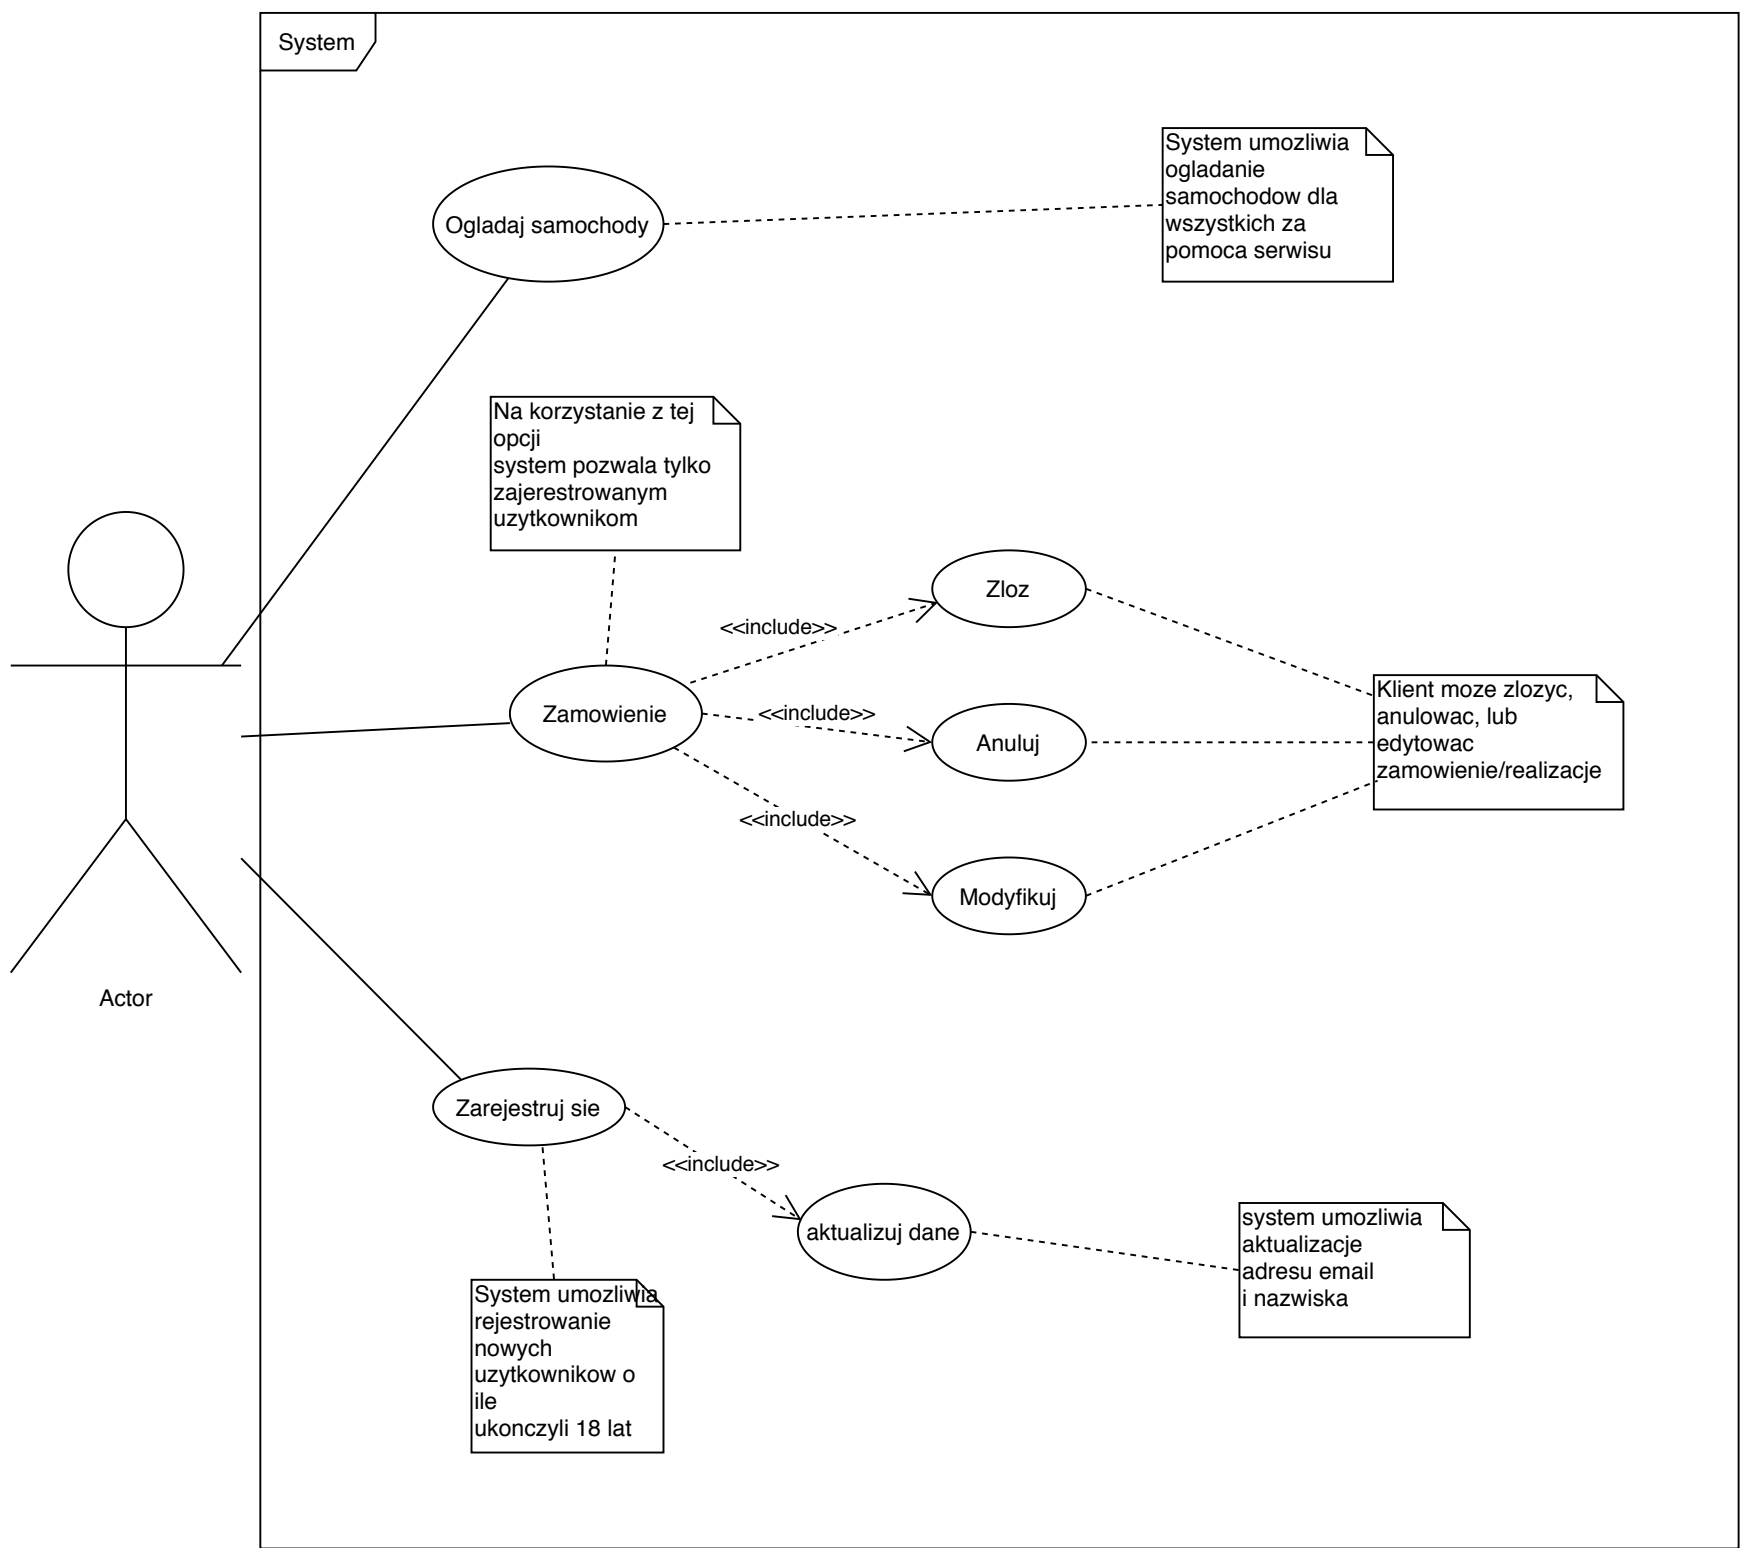 System
System umozliwia
ogladanie
samochodow dla
wszystkich za
pomoca serwisu
Ogladaj samochody
Na korzystanie z tej
opcji
system pozwala tylko
zajerestrowanym
uzytkownikom
Zloz
<<include>>
Klient moze zlozyc,
anulowac, lub
edytowac
zamowienie/realizacje
Zamowienie
<<include>>
Anuluj
<<include>>
Modyfikuj
Actor
Zarejestruj sie
<<include>>
aktualizuj dane
system umozliwia
aktualizacje
adresu email
i nazwiska
System umozliwia
rejestrowanie
nowych
uzytkownikow o
ile
ukonczyli 18 lat